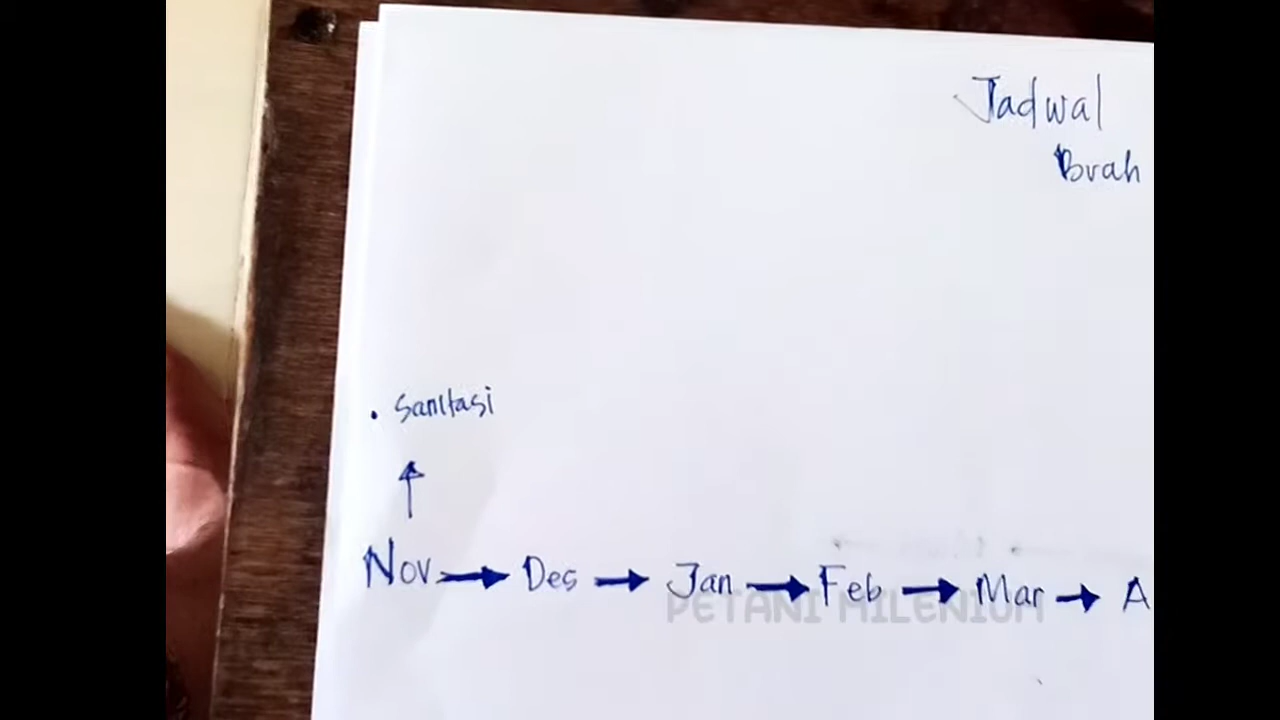 Jadwal
Buah
. Sanitasi
↑
Nov → Des → Jan → Feb → Mar → A
PETANI MILENIUM